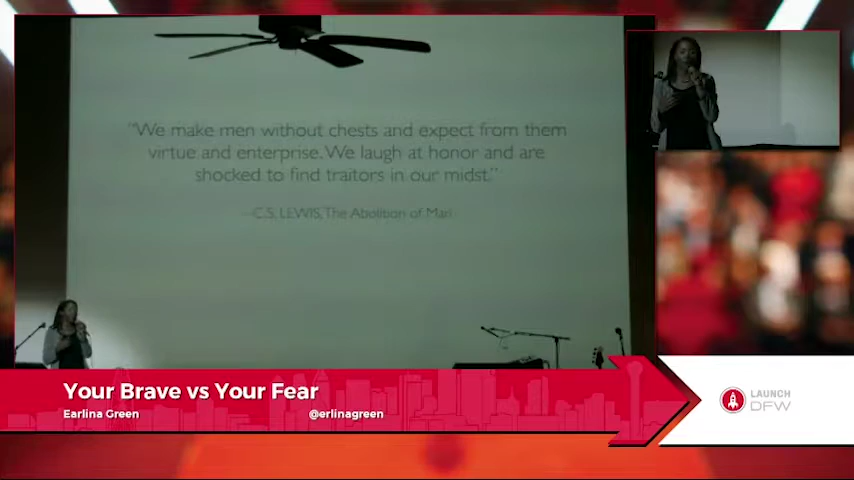 "We make men without chests and expect from them
virtue and enterprise. We laugh at honor and are
shocked to find traitors in our midst."
—C.S. LEWIS, The Abolition of Man
Your Brave vs Your Fear
Earlina Green
@erlinagreen
LAUNCH
DFW